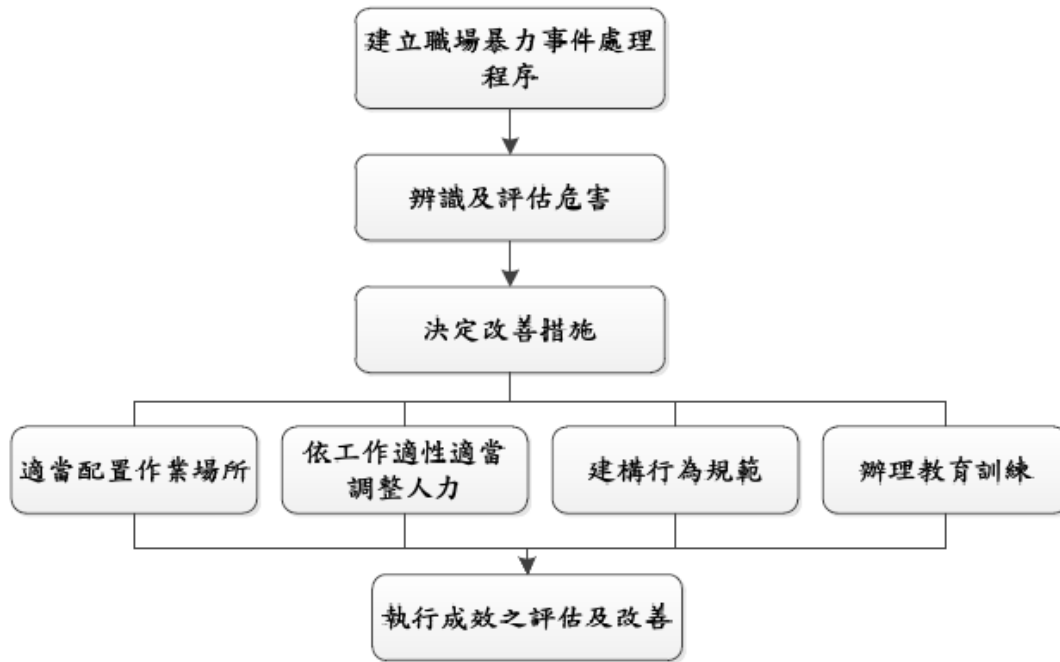 建立職場暴力事件處理
程序
辨識及評估危害
決定改善措施
適當配置作業場所
依工作適性適當
調整人力
建構行為規範
辦理教育訓練
執行成效之評估及改善